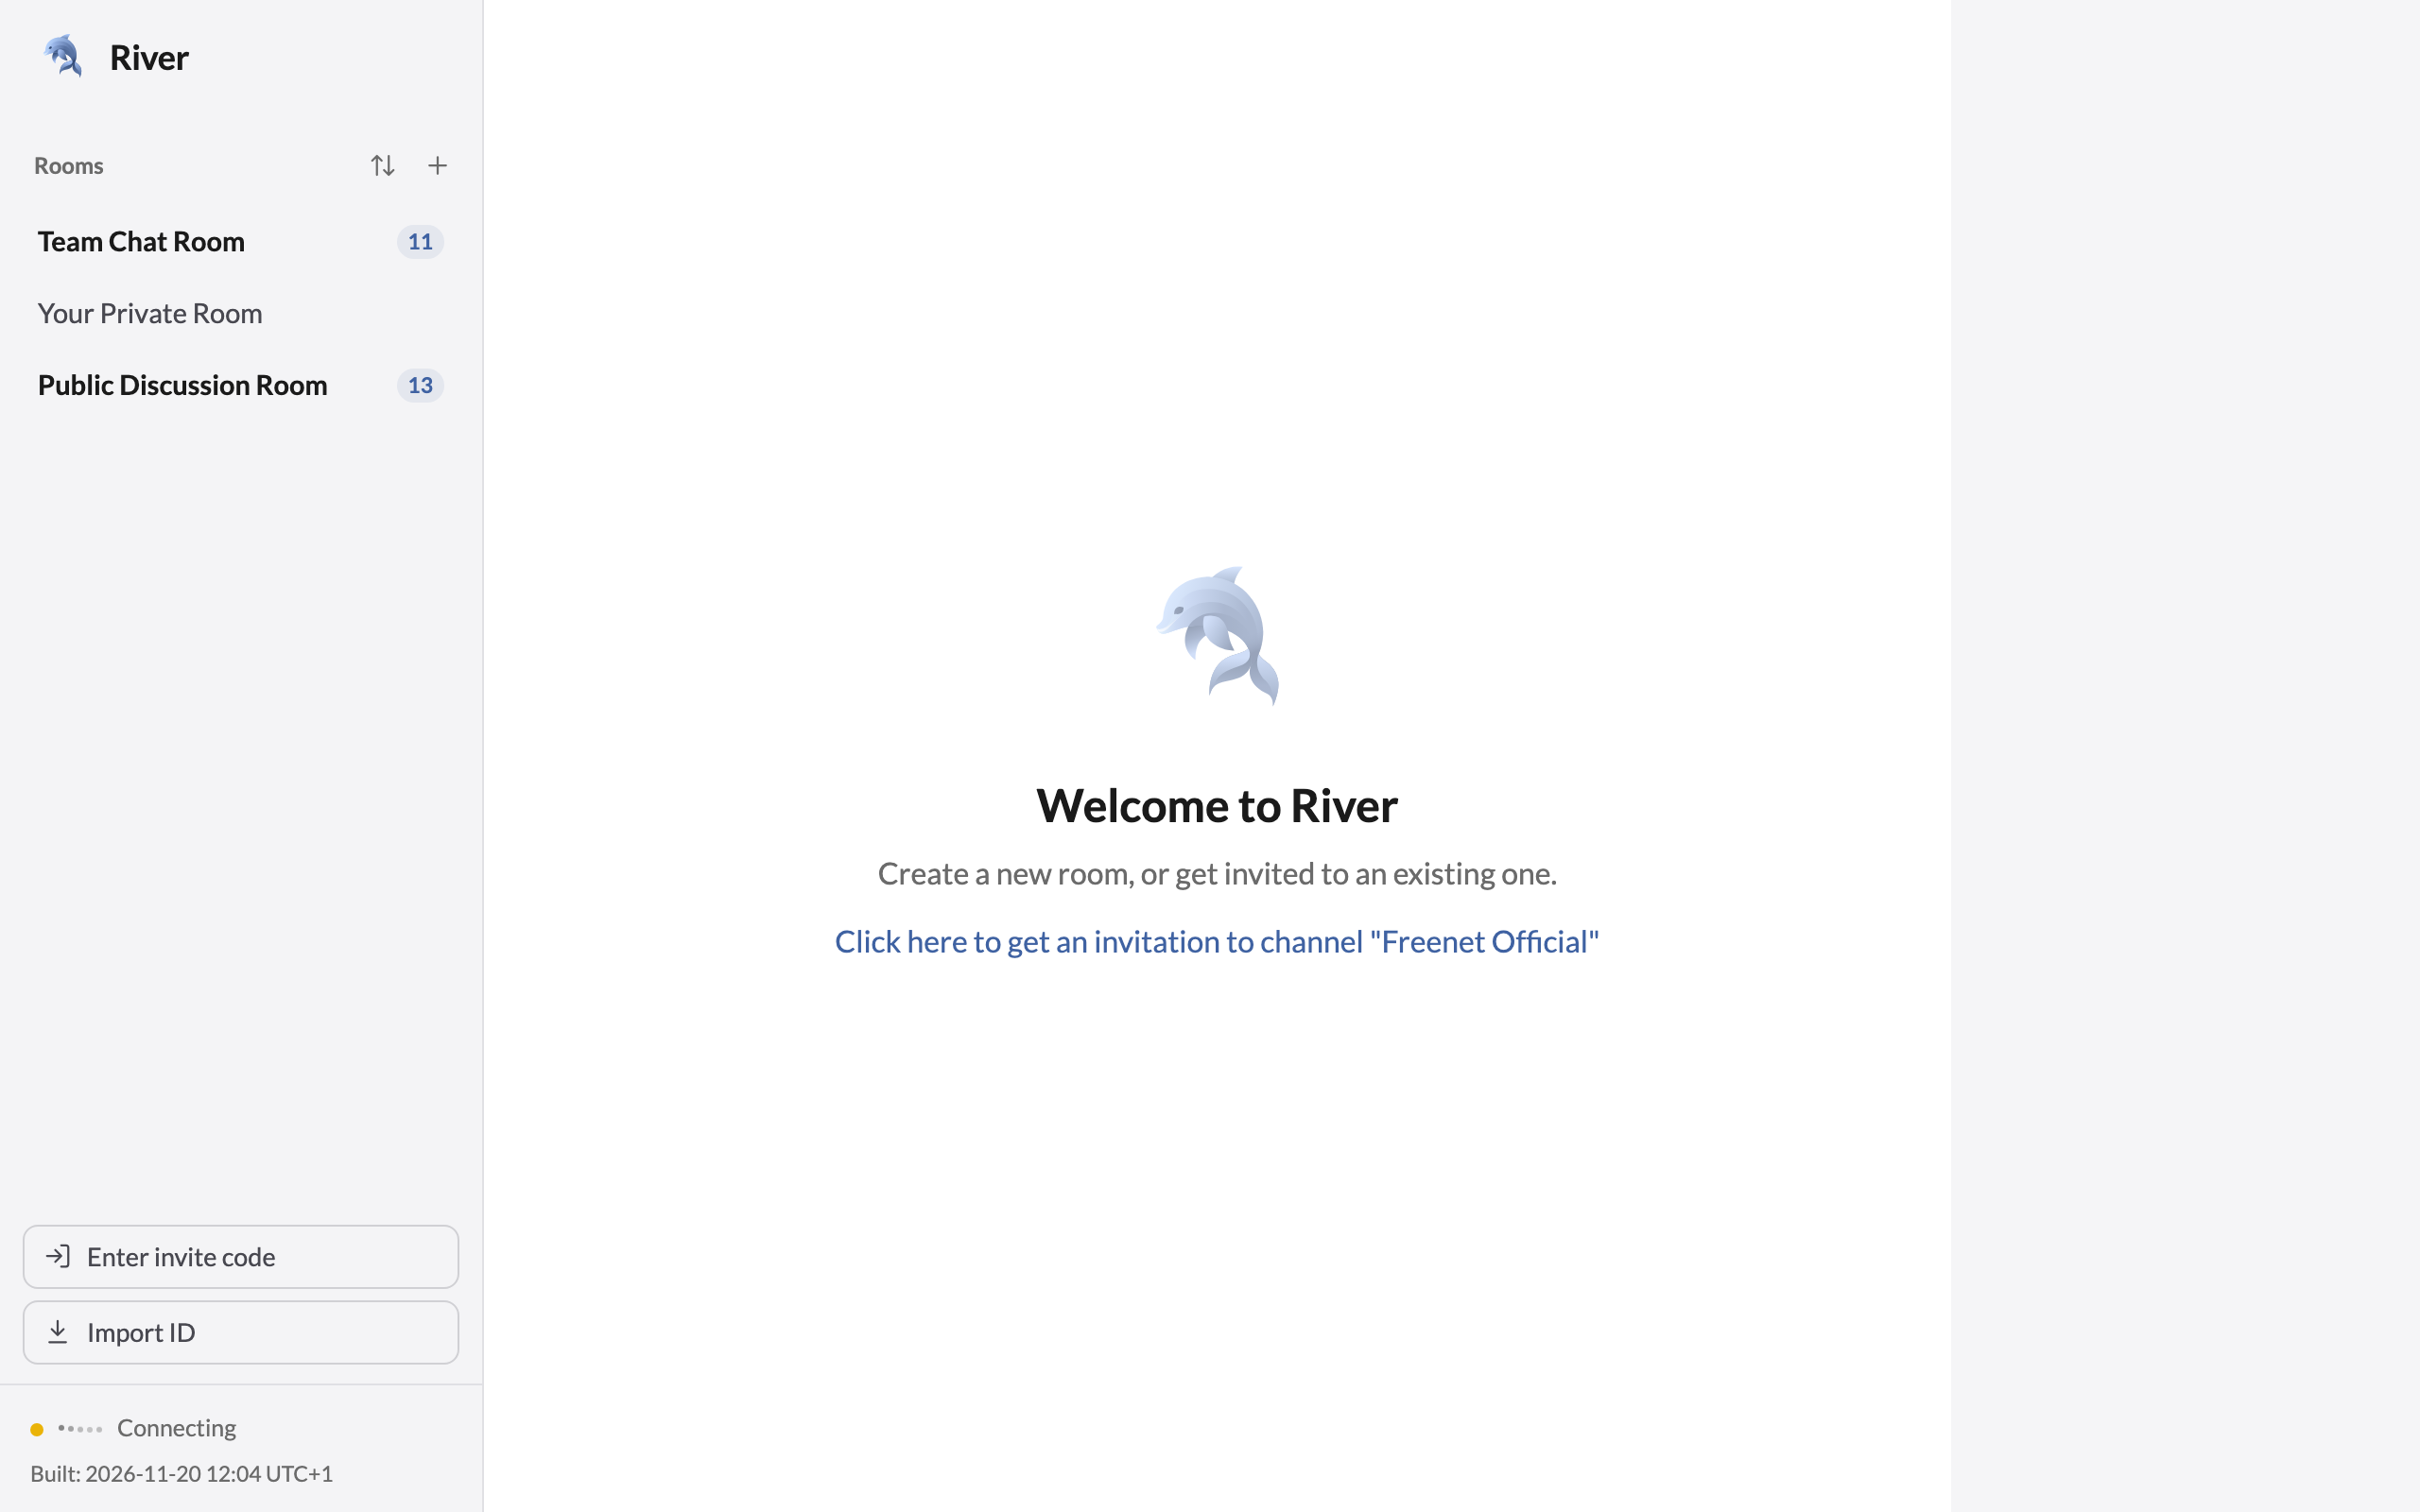 River
Rooms
Team Chat Room 11
Your Private Room
Public Discussion Room 13
Welcome to River
Create a new room, or get invited to an existing one.
Click here to get an invitation to channel "Freenet Official"
Enter invite code
Import ID
Connecting
Built: 2026-11-20 12:04 UTC+1